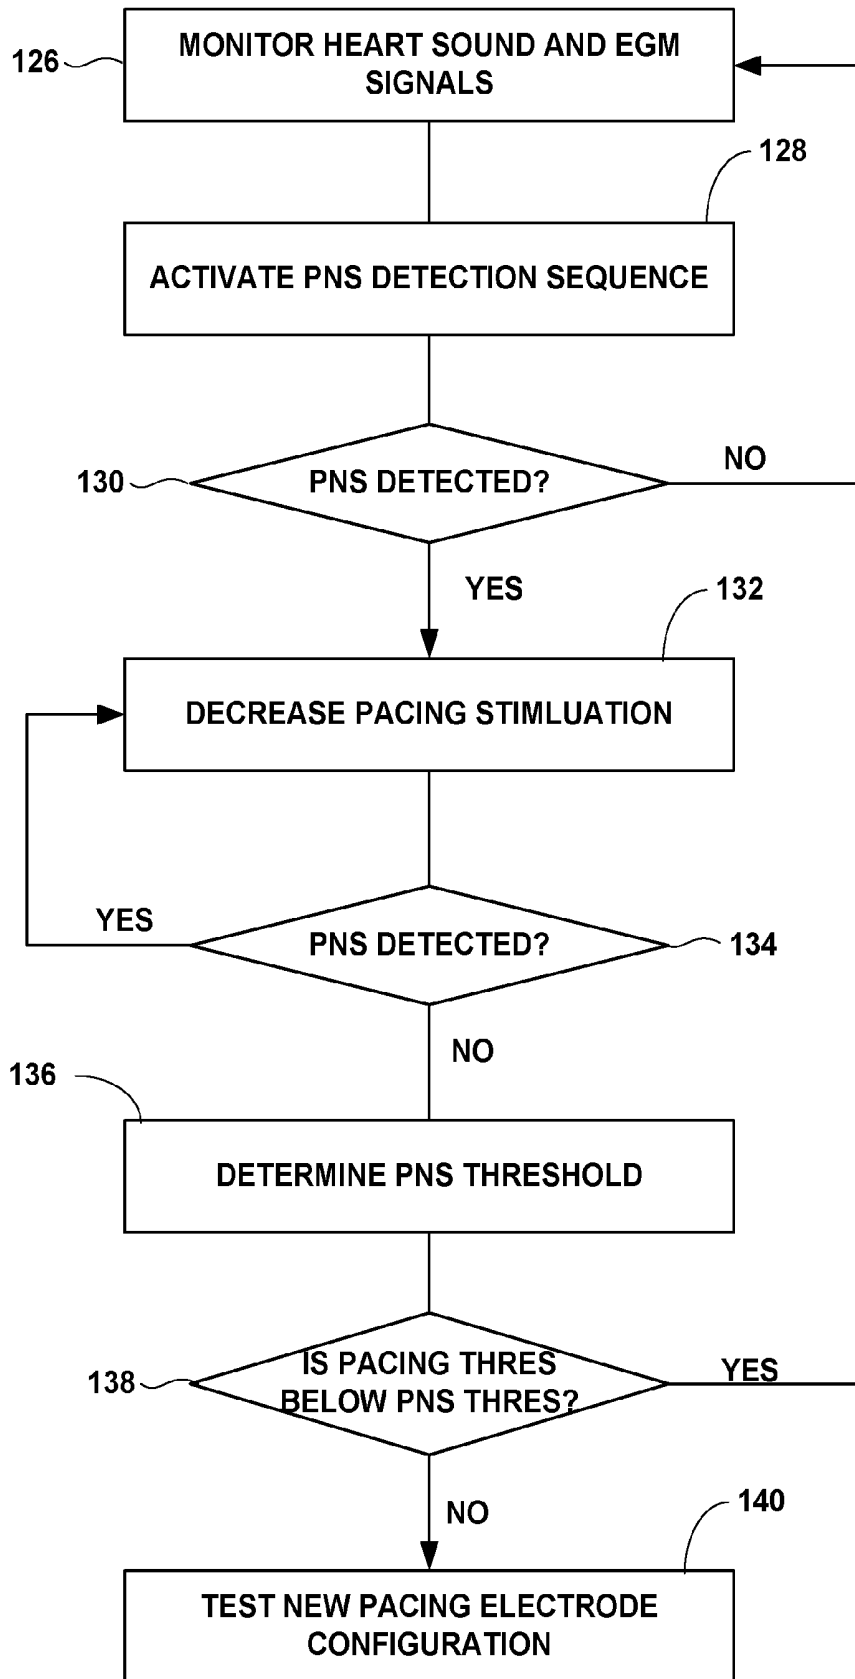 MONITOR HEART SOUND AND EGM
SIGNALS
126
128
ACTIVATE PNS DETECTION SEQUENCE
130
PNS DETECTED?
NO
YES
132
DECREASE PACING STIMLUATION
YES
PNS DETECTED?
134
NO
136
DETERMINE PNS THRESHOLD
138
IS PACING THRES
BELOW PNS THRES?
YES
NO
140
TEST NEW PACING ELECTRODE
CONFIGURATION